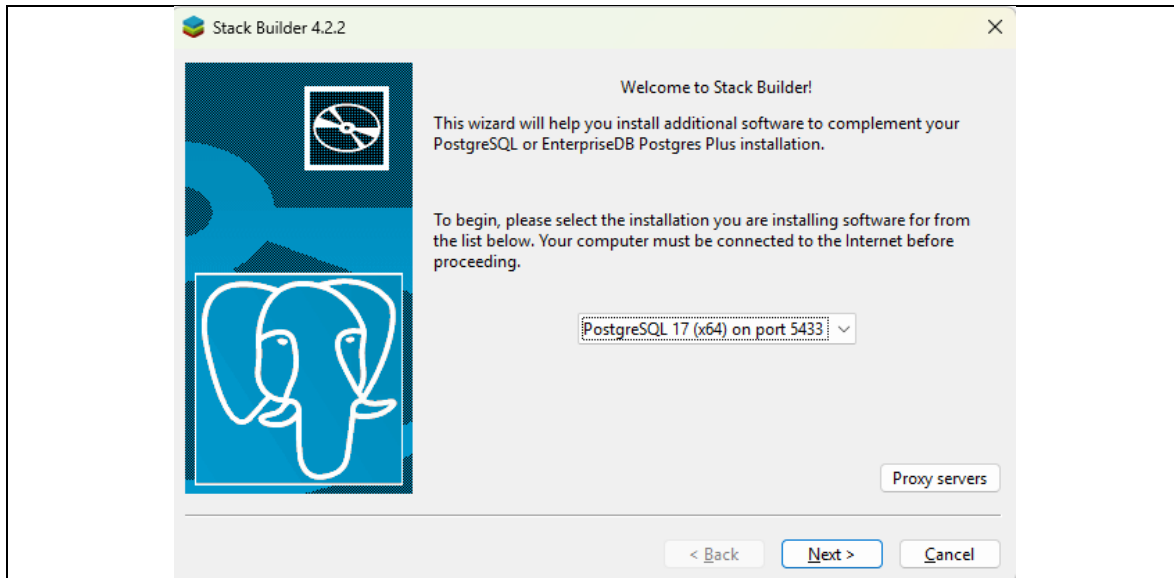 Stack Builder 4.2.2
Welcome to Stack Builder!
This wizard will help you install additional software to complement your
PostgreSQL or EnterpriseDB Postgres Plus installation.
To begin, please select the installation you are installing software for from
the list below. Your computer must be connected to the Internet before
proceeding.
PostgreSQL 17 (x64) on port 5433
Proxy servers
< Back
Next >
Cancel